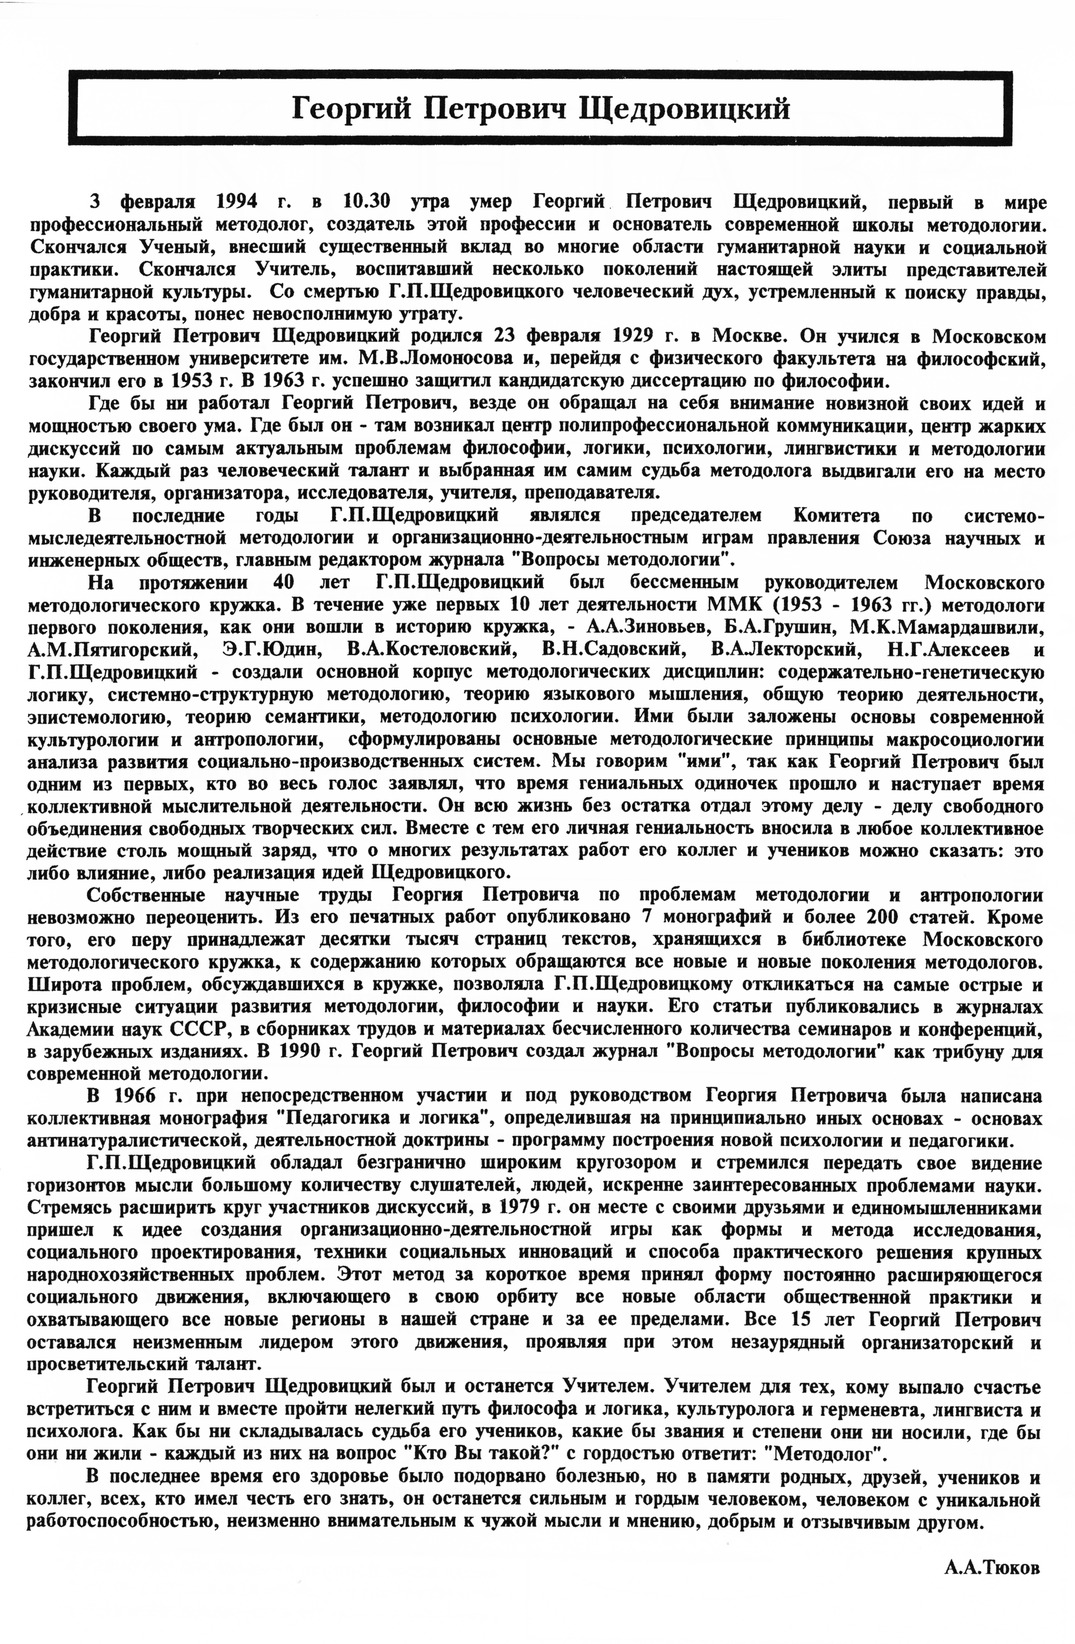 Георгий Петрович Щедровицкий
3 февраля 1994 г. в 10.30 утра умер Георгий Петрович Щедровицкий, первый в мире
профессиональный методолог, создатель этой профессии и основатель современной школы методологии.
Скончался Ученый, внесший существенный вклад во многие области гуманитарной науки и социальной
практики. Скончался Учитель, воспитавший несколько поколений настоящей элиты представителей
гуманитарной культуры. Со смертью Г.П.Щедровицкого человеческий дух, устремленный к поиску правды,
добра и красоты, понес невосполнимую утрату.
Георгий Петрович Щедровицкий родился 23 февраля 1929 г. в Москве. Он учился в Московском
государственном университете им. М.В.Ломоносова и, перейдя с физического факультета на философский,
закончил его в 1953 г. В 1963 г. успешно защитил кандидатскую диссертацию по философии.
Где бы ни работал Георгий Петрович, везде он обращал на себя внимание новизной своих идей и
мощностью своего ума. Где был он - там возникал центр полипрофессиональной коммуникации, центр жарких
дискуссий по самым актуальным проблемам философии, логики, психологии, лингвистики и методологии
науки. Каждый раз человеческий талант и выбранная им самим судьба методолога выдвигали его на место
руководителя, организатора, исследователя, учителя, преподавателя.
В последние годы Г.П.Щедровицкий являлся председателем Комитета по системо-
мыследеятельностной методологии и организационно-деятельностным играм правления Союза научных и
инженерных обществ, главным редактором журнала "Вопросы методологии".
На протяжении 40 лет Г.П.Щедровицкий был бессменным руководителем Московского
методологического кружка. В течение уже первых 10 лет деятельности ММК (1953 - 1963 гг.) методологи
первого поколения, как они вошли в историю кружка, - А.А.Зиновьев, Б.А.Грушин, М.К.Мамардашвили,
А.М.Пятигорский, Э.Г.Юдин, В.А.Костеловский, В.Н.Садовский, В.А.Лекторский, Н.Г.Алексеев и
Г.П.Щедровицкий - создали основной корпус методологических дисциплин: содержательно-генетическую
логику, системно-структурную методологию, теорию языкового мышления, общую теорию деятельности,
эпистемологию, теорию семантики, методологию психологии. Ими были заложены основы современной
культурологии и антропологии, сформулированы основные методологические принципы макросоциологии
анализа развития социально-производственных систем. Мы говорим "ими", так как Георгий Петрович был
одним из первых, кто во весь голос заявлял, что время гениальных одиночек прошло и наступает время
коллективной мыслительной деятельности. Он всю жизнь без остатка отдал этому делу - делу свободного
объединения свободных творческих сил. Вместе с тем его личная гениальность вносила в любое коллективное
действие столь мощный заряд, что о многих результатах работ его коллег и учеников можно сказать: это
либо влияние, либо реализация идей Щедровицкого.
Собственные научные труды Георгия Петровича по проблемам методологии и антропологии
невозможно переоценить. Из его печатных работ опубликовано 7 монографий и более 200 статей. Кроме
того, его перу принадлежат десятки тысяч страниц текстов, хранящихся в библиотеке Московского
методологического кружка, к содержанию которых обращаются все новые и новые поколения методологов.
Широта проблем, обсуждавшихся в кружке, позволяла Г.П.Щедровицкому откликаться на самые острые и
кризисные ситуации развития методологии, философии и науки. Его статьи публиковались в журналах
Академии наук СССР, в сборниках трудов и материалах бесчисленного количества семинаров и конференций,
в зарубежных изданиях. В 1990 г. Георгий Петрович создал журнал "Вопросы методологии" как трибуну для
современной методологии.
В 1966 г. при непосредственном участии и под руководством Георгия Петровича была написана
коллективная монография "Педагогика и логика", определившая на принципиально иных основах - основах
антинатуралистической, деятельностной доктрины - программу построения новой психологии и педагогики.
Г.П.Щедровицкий обладал безгранично широким кругозором и стремился передать свое видение
горизонтов мысли большому количеству слушателей, людей, искренне заинтересованных проблемами науки.
Стремясь расширить круг участников дискуссий, в 1979 г. он месте с своими друзьями и единомышленниками
пришел к идее создания организационно-деятельностной игры как формы и метода исследования,
социального проектирования, техники социальных инноваций и способа практического решения крупных
народнохозяйственных проблем. Этот метод за короткое время принял форму постоянно расширяющегося
социального движения, включающего в свою орбиту все новые области общественной практики и
охватывающего все новые регионы в нашей стране и за ее пределами. Все 15 лет Георгий Петрович
оставался неизменным лидером этого движения, проявляя при этом незаурядный организаторский и
просветительский талант.
Георгий Петрович Щедровицкий был и останется Учителем. Учителем для тех, кому выпало счастье
встретиться с ним и вместе пройти нелегкий путь философа и логика, культуролога и герменевта, лингвиста и
психолога. Как бы ни складывалась судьба его учеников, какие бы звания и степени они ни носили, где бы
они ни жили - каждый из них на вопрос "Кто Вы такой?" с гордостью ответит: "Методолог".
В последнее время его здоровье было подорвано болезнью, но в памяти родных, друзей, учеников и
коллег, всех, кто имел честь его знать, он останется сильным и гордым человеком, человеком с уникальной
работоспособностью, неизменно внимательным к чужой мысли и мнению, добрым и отзывчивым другом.
А.А.Тюков